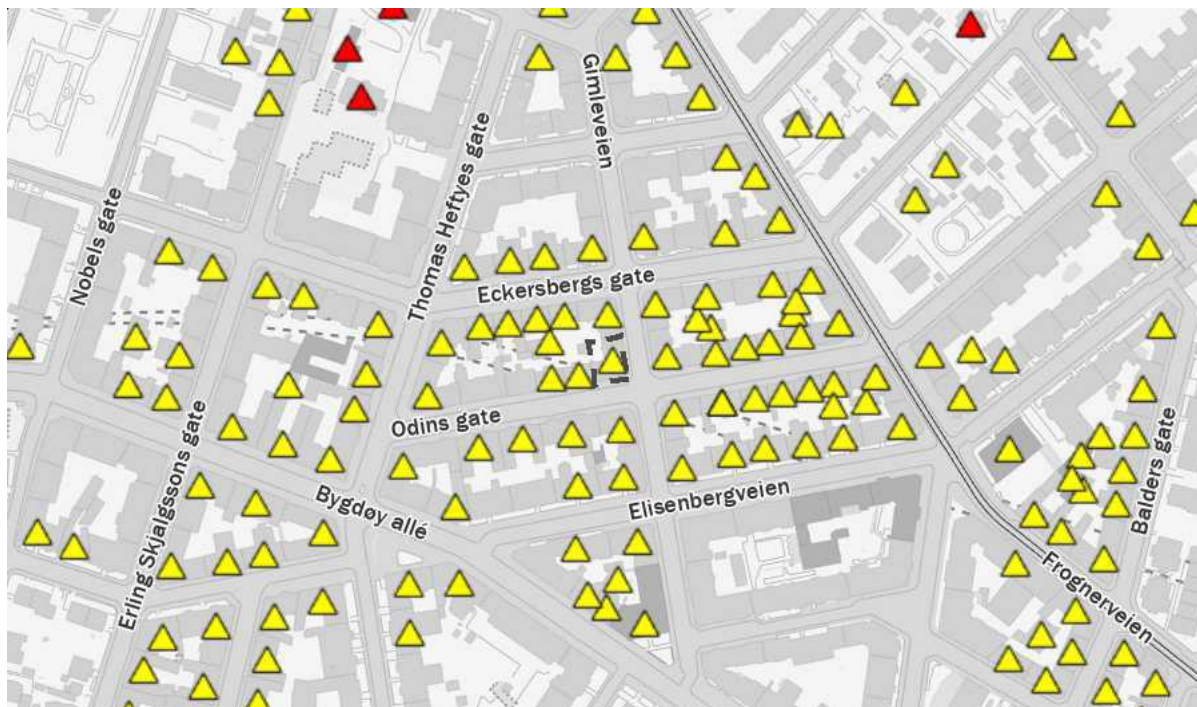 Gimleveien
Thomas Heftyes gate
Nobels gate
Eckersbergs gate
Odins gate
Erling Skjalgssons gate
Bygdøy allé
Elisenbergveien
Balders gate
Frognerveien